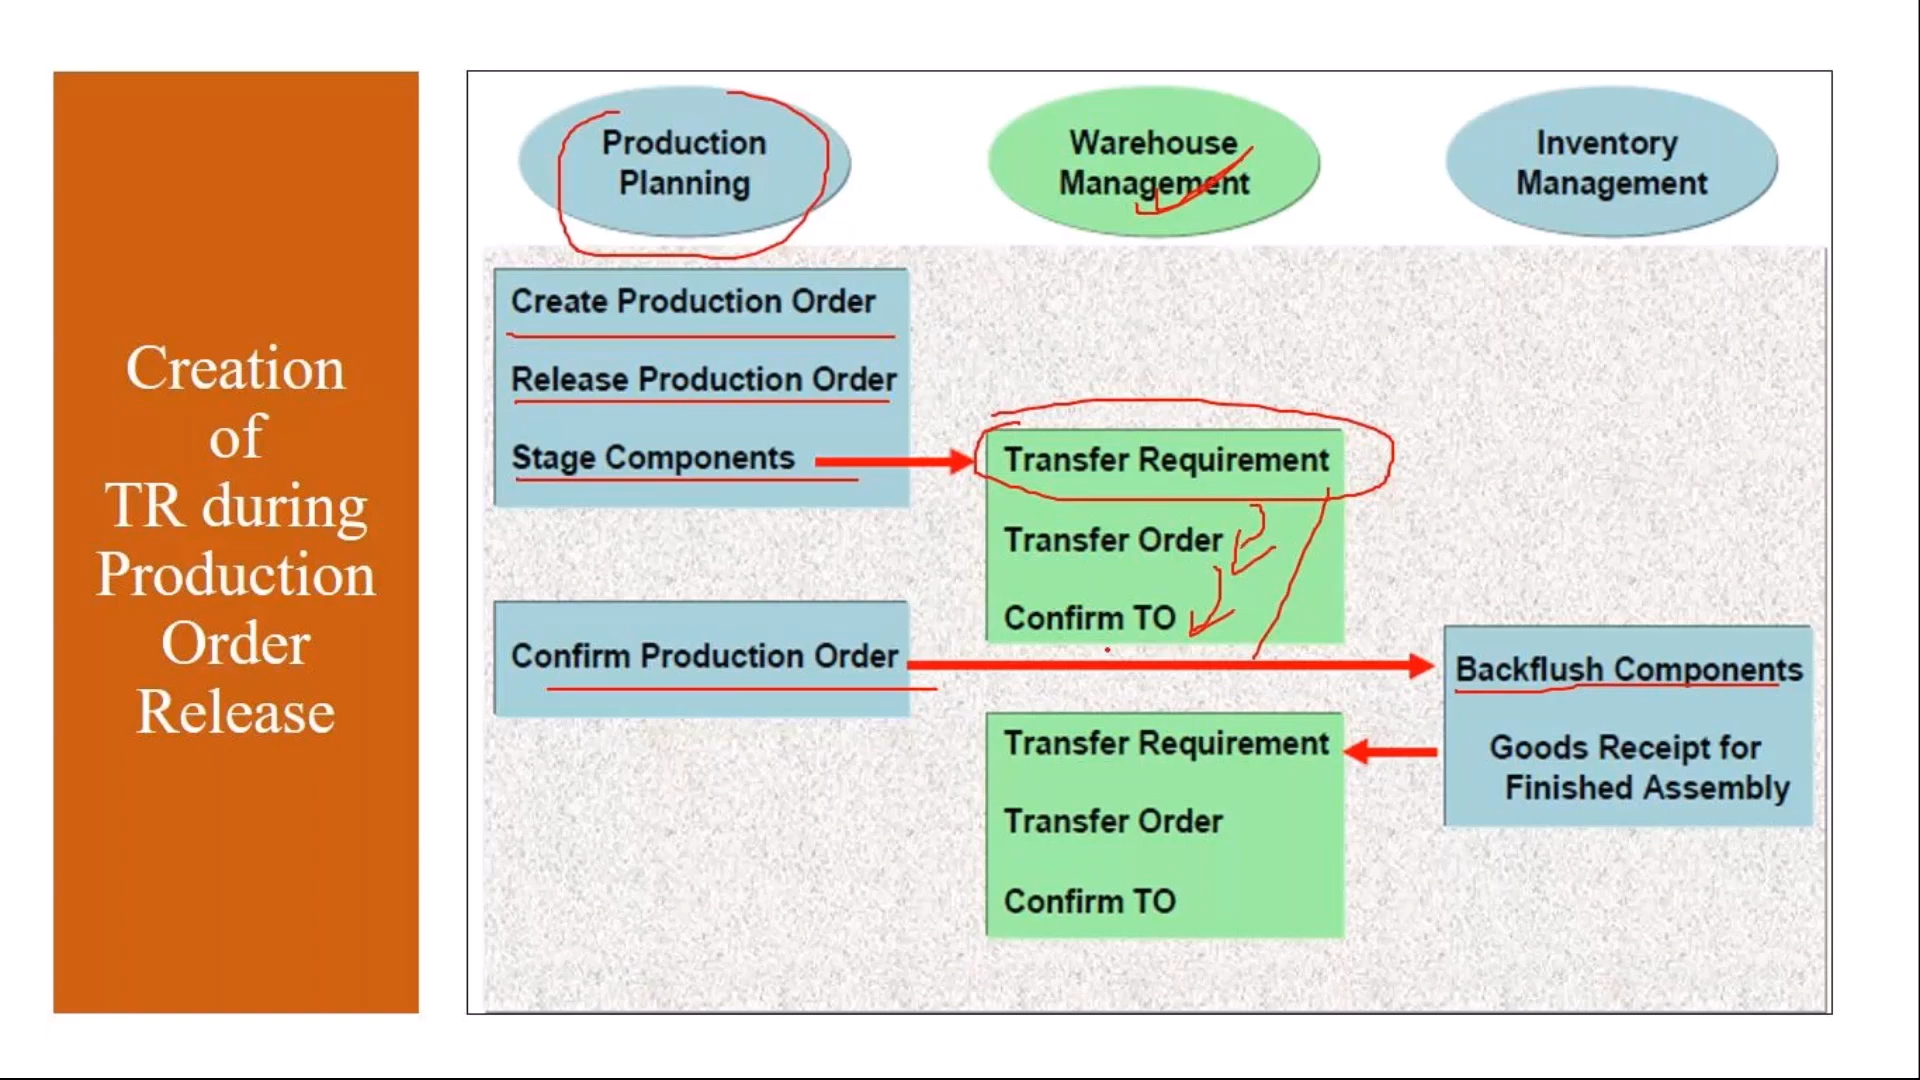 Creation
of
TR during
Production
Order
Release
Production
Planning
Warehouse
Management
Inventory
Management
Create Production Order
Release Production Order
Stage Components
Transfer Requirement
Transfer Order
Confirm TO
Confirm Production Order
Backflush Components
Goods Receipt for
Finished Assembly
Transfer Requirement
Transfer Order
Confirm TO